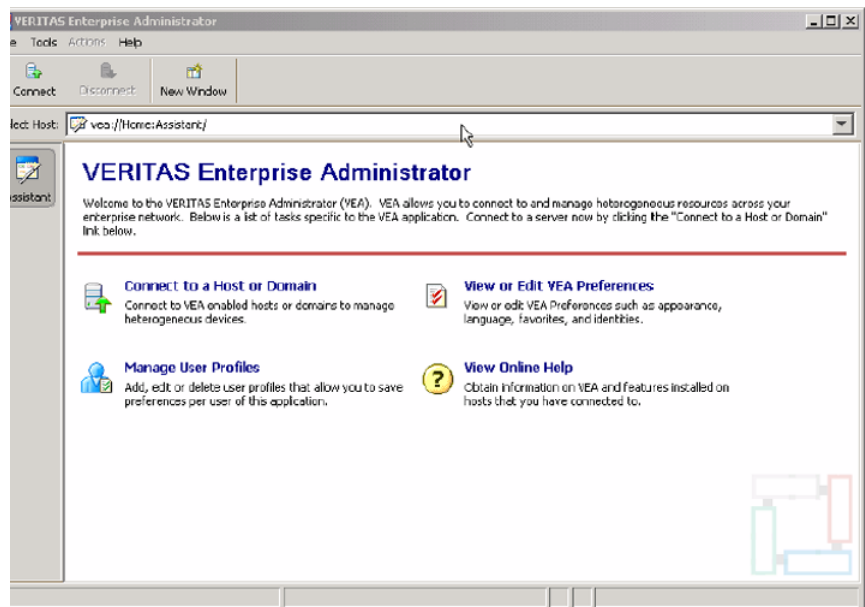 VERITAS Enterprise Administrator
e Tools Actions Help
Connect Disconnect New Window
lect Host: vea://Home:Assistant/
ssistant
VERITAS Enterprise Administrator
Welcome to the VERITAS Enterprise Administrator (VEA). VEA allows you to connect to and manage heterogeneous resources across your
enterprise network. Below is a list of tasks specific to the VEA application. Connect to a server now by clicking the "Connect to a Host or Domain"
link below.
Connect to a Host or Domain
Connect to VEA enabled hosts or domains to manage
heterogeneous devices.
View or Edit VEA Preferences
View or edit VEA Preferences such as appearance,
language, favorites, and identities.
Manage User Profiles
Add, edit or delete user profiles that allow you to save
preferences per user of this application.
View Online Help
Obtain information on VEA and features installed on
hosts that you have connected to.